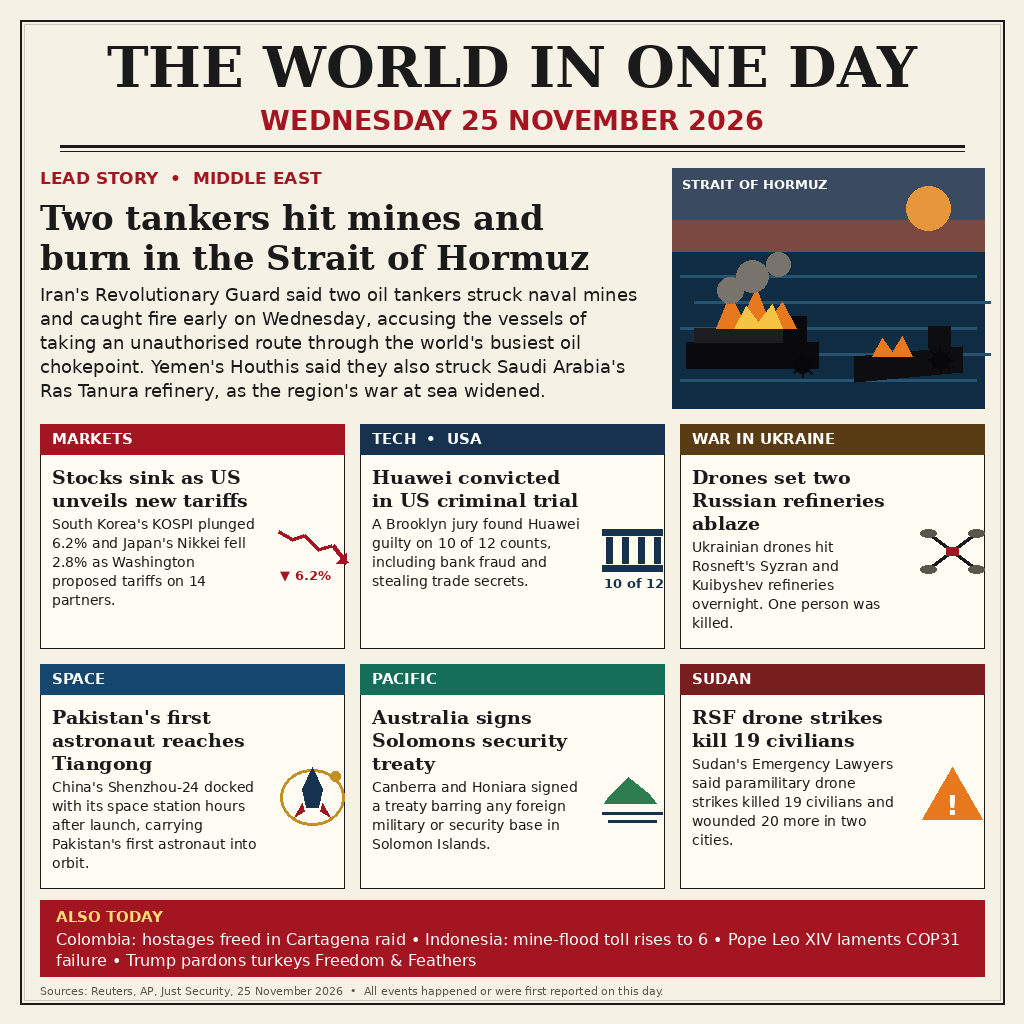 THE WORLD IN ONE DAY
WEDNESDAY 25 NOVEMBER 2026
LEAD STORY • MIDDLE EAST
Two tankers hit mines and
burn in the Strait of Hormuz
Iran's Revolutionary Guard said two oil tankers struck naval mines
and caught fire early on Wednesday, accusing the vessels of
taking an unauthorised route through the world's busiest oil
chokepoint. Yemen's Houthis said they also struck Saudi Arabia's
Ras Tanura refinery, as the region's war at sea widened.
STRAIT OF HORMUZ
MARKETS
Stocks sink as US
unveils new tariffs
South Korea's KOSPI plunged
6.2% and Japan's Nikkei fell
2.8% as Washington
proposed tariffs on 14
partners.
▼ 6.2%
TECH • USA
Huawei convicted
in US criminal trial
A Brooklyn jury found Huawei
guilty on 10 of 12 counts,
including bank fraud and
stealing trade secrets.
10 of 12
WAR IN UKRAINE
Drones set two
Russian refineries
ablaze
Ukrainian drones hit
Rosneft's Syzran and
Kuibyshev refineries
overnight. One person was
killed.
SPACE
Pakistan's first
astronaut reaches
Tiangong
China's Shenzhou-24 docked
with its space station hours
after launch, carrying
Pakistan's first astronaut into
orbit.
PACIFIC
Australia signs
Solomons security
treaty
Canberra and Honiara signed
a treaty barring any foreign
military or security base in
Solomon Islands.
SUDAN
RSF drone strikes
kill 19 civilians
Sudan's Emergency Lawyers
said paramilitary drone
strikes killed 19 civilians and
wounded 20 more in two
cities.
!
ALSO TODAY
Colombia: hostages freed in Cartagena raid • Indonesia: mine-flood toll rises to 6 • Pope Leo XIV laments COP31
failure • Trump pardons turkeys Freedom & Feathers
Sources: Reuters, AP, Just Security, 25 November 2026 • All events happened or were first reported on this day.